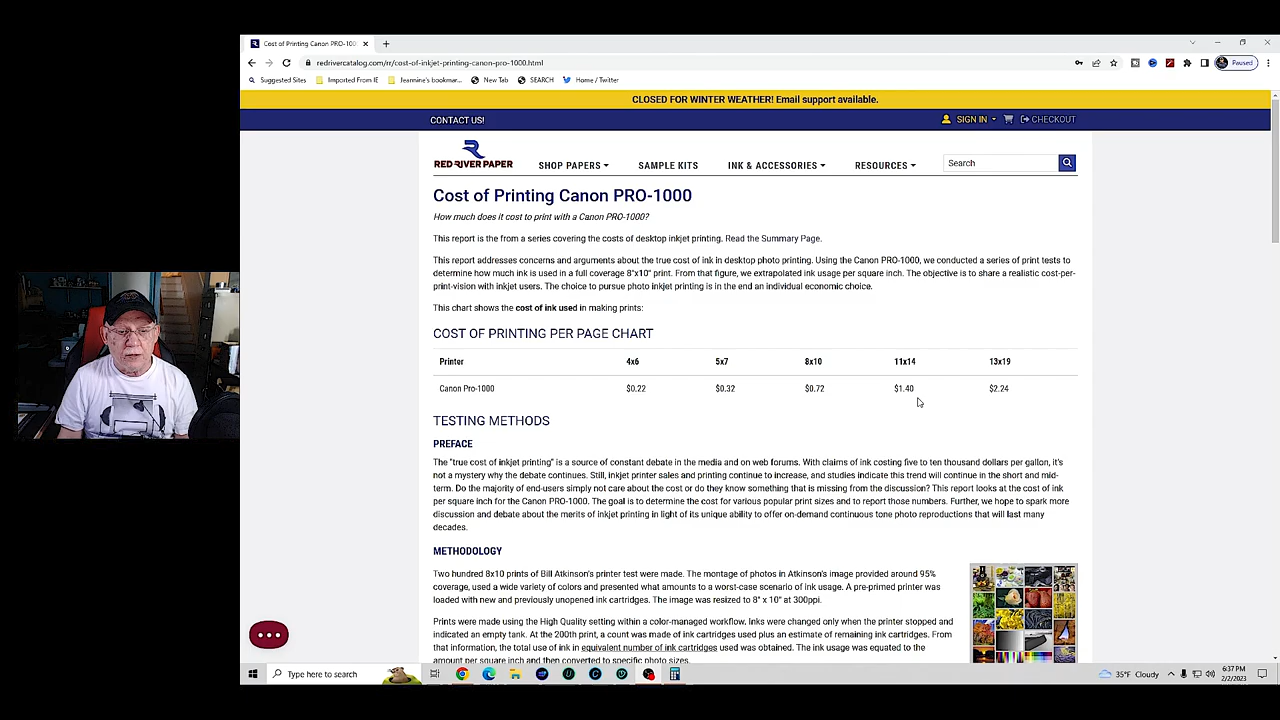 Cost of Printing Canon PRO-100
redrivercatalog.com/rr/cost-of-inkjet-printing-canon-pro-1000.html
Paused
Suggested Sites Imported From IE Jeannine's bookmar... New Tab SEARCH Home / Twitter
CLOSED FOR WINTER WEATHER! Email support available.
CONTACT US! SIGN IN CHECKOUT
RED RIVER PAPER SHOP PAPERS SAMPLE KITS INK & ACCESSORIES RESOURCES Search
Cost of Printing Canon PRO-1000
How much does it cost to print with a Canon PRO-1000?
This report is the from a series covering the costs of desktop inkjet printing. Read the Summary Page.
This report addresses concerns and arguments about the true cost of ink in desktop photo printing. Using the Canon PRO-1000, we conducted a series of print tests to
determine how much ink is used in a full coverage 8"x10" print. From that figure, we extrapolated ink usage per square inch. The objective is to share a realistic cost-per-
print-vision with inkjet users. The choice to pursue photo inkjet printing is in the end an individual economic choice.
This chart shows the cost of ink used in making prints:
COST OF PRINTING PER PAGE CHART
Printer 4x6 5x7 8x10 11x14 13x19
Canon Pro-1000 $0.22 $0.32 $0.72 $1.40 $2.24
TESTING METHODS
PREFACE
The "true cost of inkjet printing" is a source of constant debate in the media and on web forums. With claims of ink costing five to ten thousand dollars per gallon, it's
not a mystery why the debate continues. Still, inkjet printer sales and printing continue to increase, and studies indicate this trend will continue in the short and mid-
term. Do the majority of end-users simply not care about the cost or do they know something that is missing from the discussion? This report looks at the cost of ink
per square inch for the Canon PRO-1000. The goal is to determine the cost for various popular print sizes and to report those numbers. Further, we hope to spark more
discussion and debate about the merits of inkjet printing in light of its unique ability to offer on-demand continuous tone photo reproductions that will last many
decades.
METHODOLOGY
Two hundred 8x10 prints of Bill Atkinson's printer test were made. The montage of photos in Atkinson's image provided around 95%
coverage, used a wide variety of colors and presented what amounts to a worst-case scenario of ink usage. A pre-primed printer was
loaded with new and previously unopened ink cartridges. The image was resized to 8" x 10" at 300ppi.
Prints were made using the High Quality setting within a color-managed workflow. Inks were changed only when the printer stopped and
indicated an empty tank. At the 200th print, a count was made of ink cartridges used plus an estimate of remaining ink cartridges. From
that information, the total use of ink in equivalent number of ink cartridges used was obtained. The ink usage was equated to the
amount per square inch and then converted to specific photo sizes.
Type here to search
35°F Cloudy
6:37 PM
2/2/2023